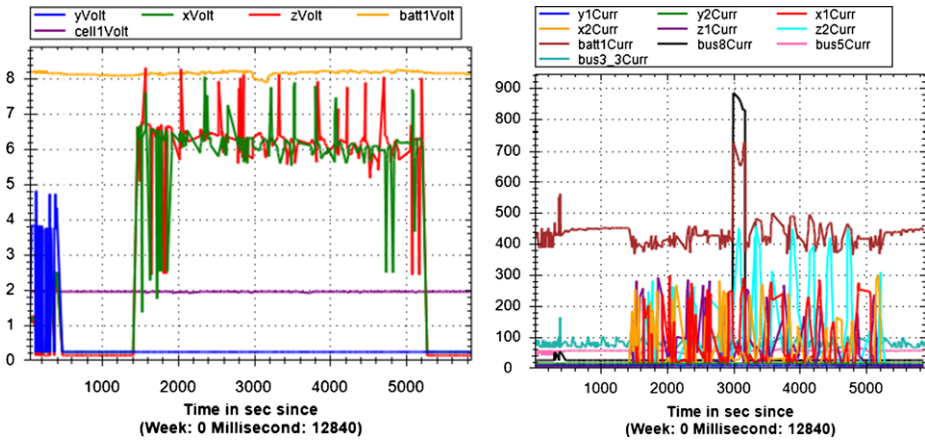 yVolt xVolt zVolt batt1Volt
cell1Volt
8
7
6
5
4
3
2
1
0
1000 2000 3000 4000 5000
Time in sec since
(Week: 0 Millisecond: 12840)
y1Curr y2Curr x1Curr
x2Curr z1Curr z2Curr
batt1Curr bus8Curr bus5Curr
bus3_3Curr
900
800
700
600
500
400
300
200
100
0
1000 2000 3000 4000 5000
Time in sec since
(Week: 0 Millisecond: 12840)